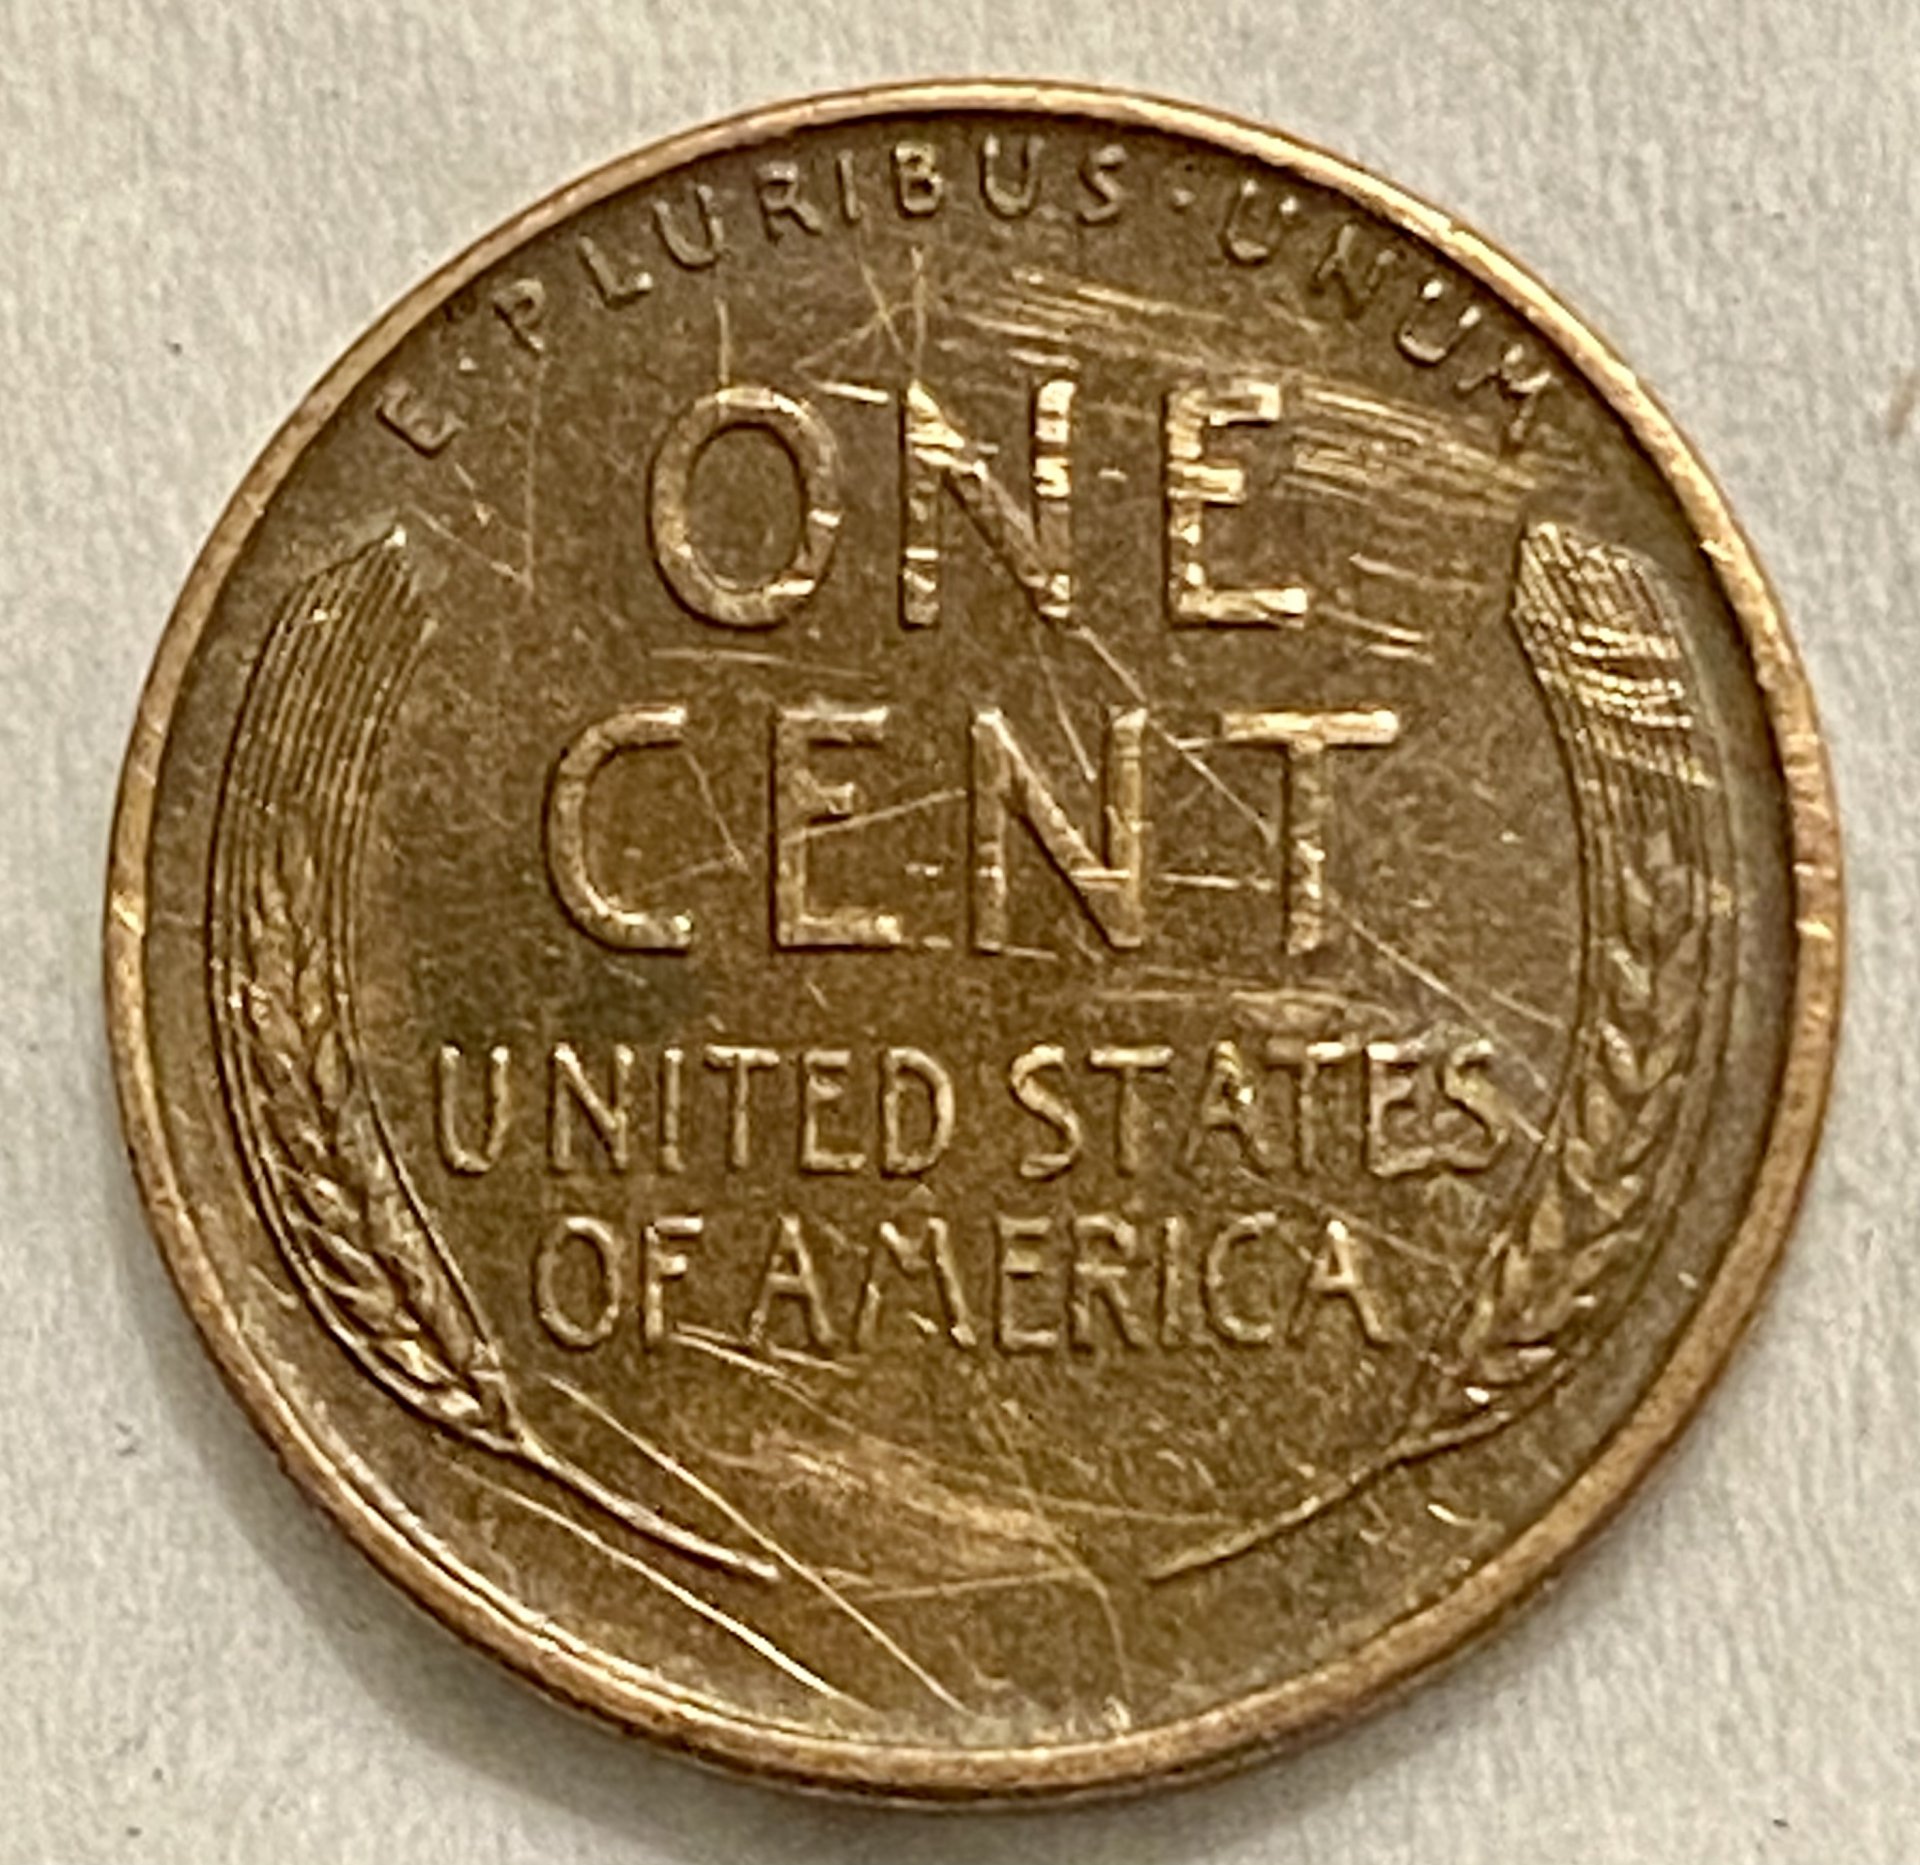 E·PLURIBUS·UNUM
ONE
CENT
UNITED STATES
OF AMERICA